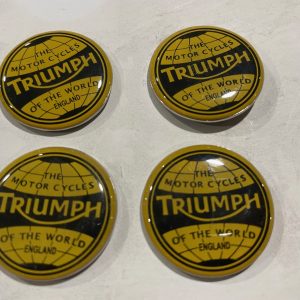 THE
MOTOR CYCLES
TRIUMPH
OF THE WORLD
ENGLAND
THE
MOTOR CYCLES
TRIUMPH
OF THE WORLD
ENGLAND
THE
MOTOR CYCLES
TRIUMPH
OF THE WORLD
ENGLAND
THE
MOTOR CYCLES
TRIUMPH
OF THE WORLD
ENGLAND